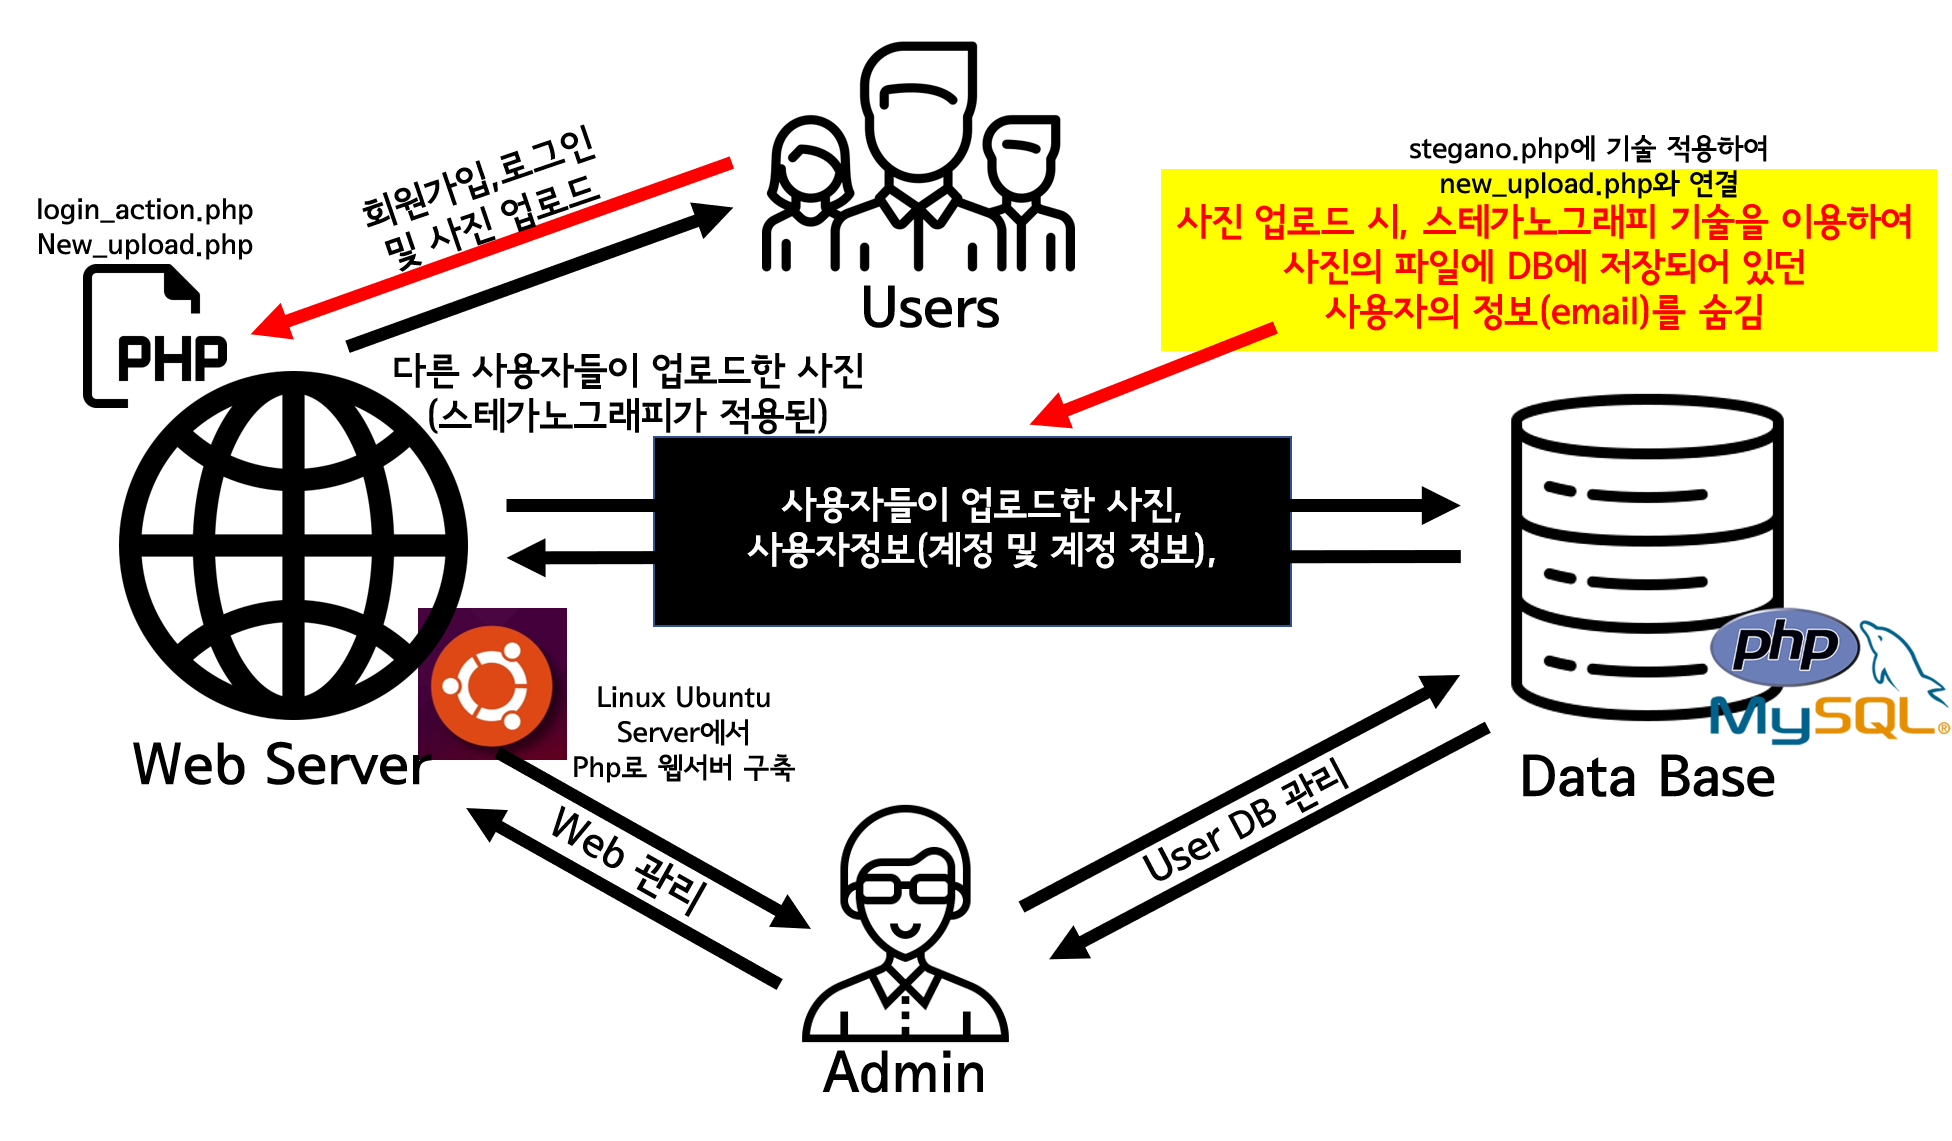 회원가입,로그인
및 사진 업로드
login_action.php
New_upload.php
PHP
Users
stegano.php에 기술 적용하여
new_upload.php와 연결
사진 업로드 시, 스테가노그래피 기술을 이용하여
사진의 파일에 DB에 저장되어 있던
사용자의 정보(email)를 숨김
다른 사용자들이 업로드한 사진
(스테가노그래피가 적용된)
사용자들이 업로드한 사진,
사용자정보(계정 및 계정 정보),
Web Server
Linux Ubuntu
Server에서
Php로 웹서버 구축
php
MySQL®
Data Base
Web 관리
User DB 관리
Admin